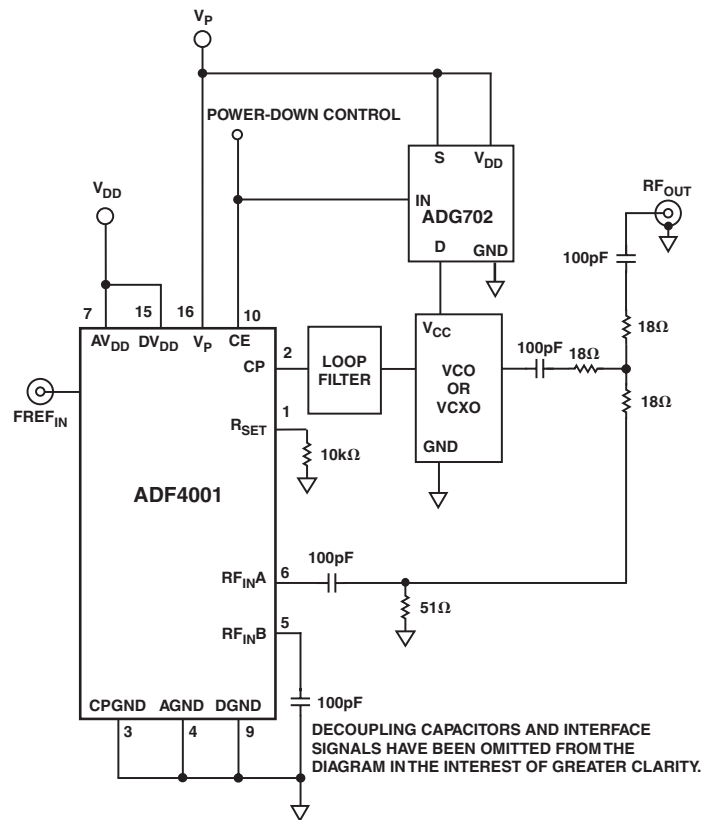 VP
POWER-DOWN CONTROL
S VDD
IN
ADG702
D GND
RFOUT
100pF
18Ω
VDD
7 15 16 10
AVDD DVDD VP CE
2
CP
LOOP
FILTER
VCC
VCO
OR
VCXO
GND
100pF 18Ω
18Ω
FREFIN
1
RSET
10kΩ
ADF4001
100pF
6
RFINA
51Ω
5
RFINB
100pF
CPGND AGND DGND
3 4 9
DECOUPLING CAPACITORS AND INTERFACE
SIGNALS HAVE BEEN OMITTED FROM THE
DIAGRAM IN THE INTEREST OF GREATER CLARITY.